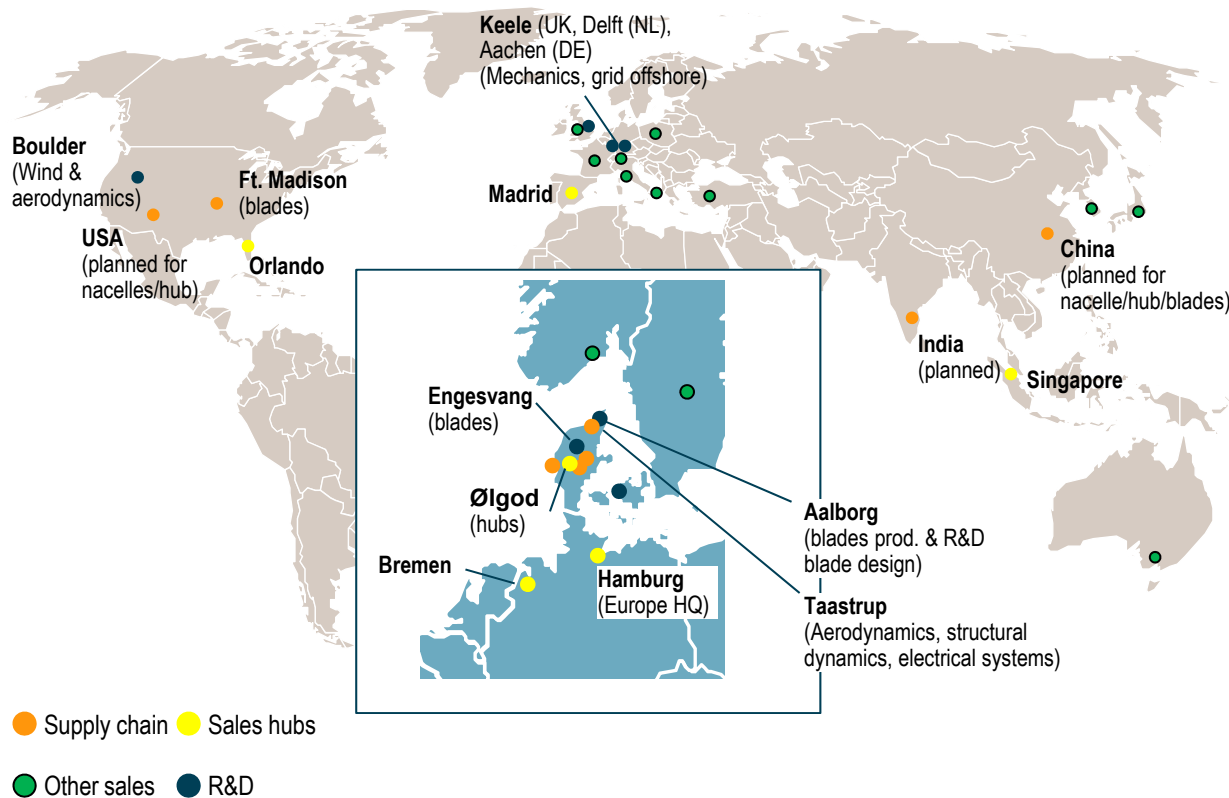 Keele (UK, Delft (NL),
Aachen (DE)
(Mechanics, grid offshore)
Boulder
(Wind &
aerodynamics)
Ft. Madison
(blades)
USA
(planned for
nacelles/hub)
Orlando
Madrid
China
(planned for
nacelle/hub/blades)
India
(planned)
Singapore
Engesvang
(blades)
Ølgod
(hubs)
Bremen
Hamburg
(Europe HQ)
Aalborg
(blades prod. & R&D
blade design)
Taastrup
(Aerodynamics, structural
dynamics, electrical systems)
Supply chain
Sales hubs
Other sales
R&D